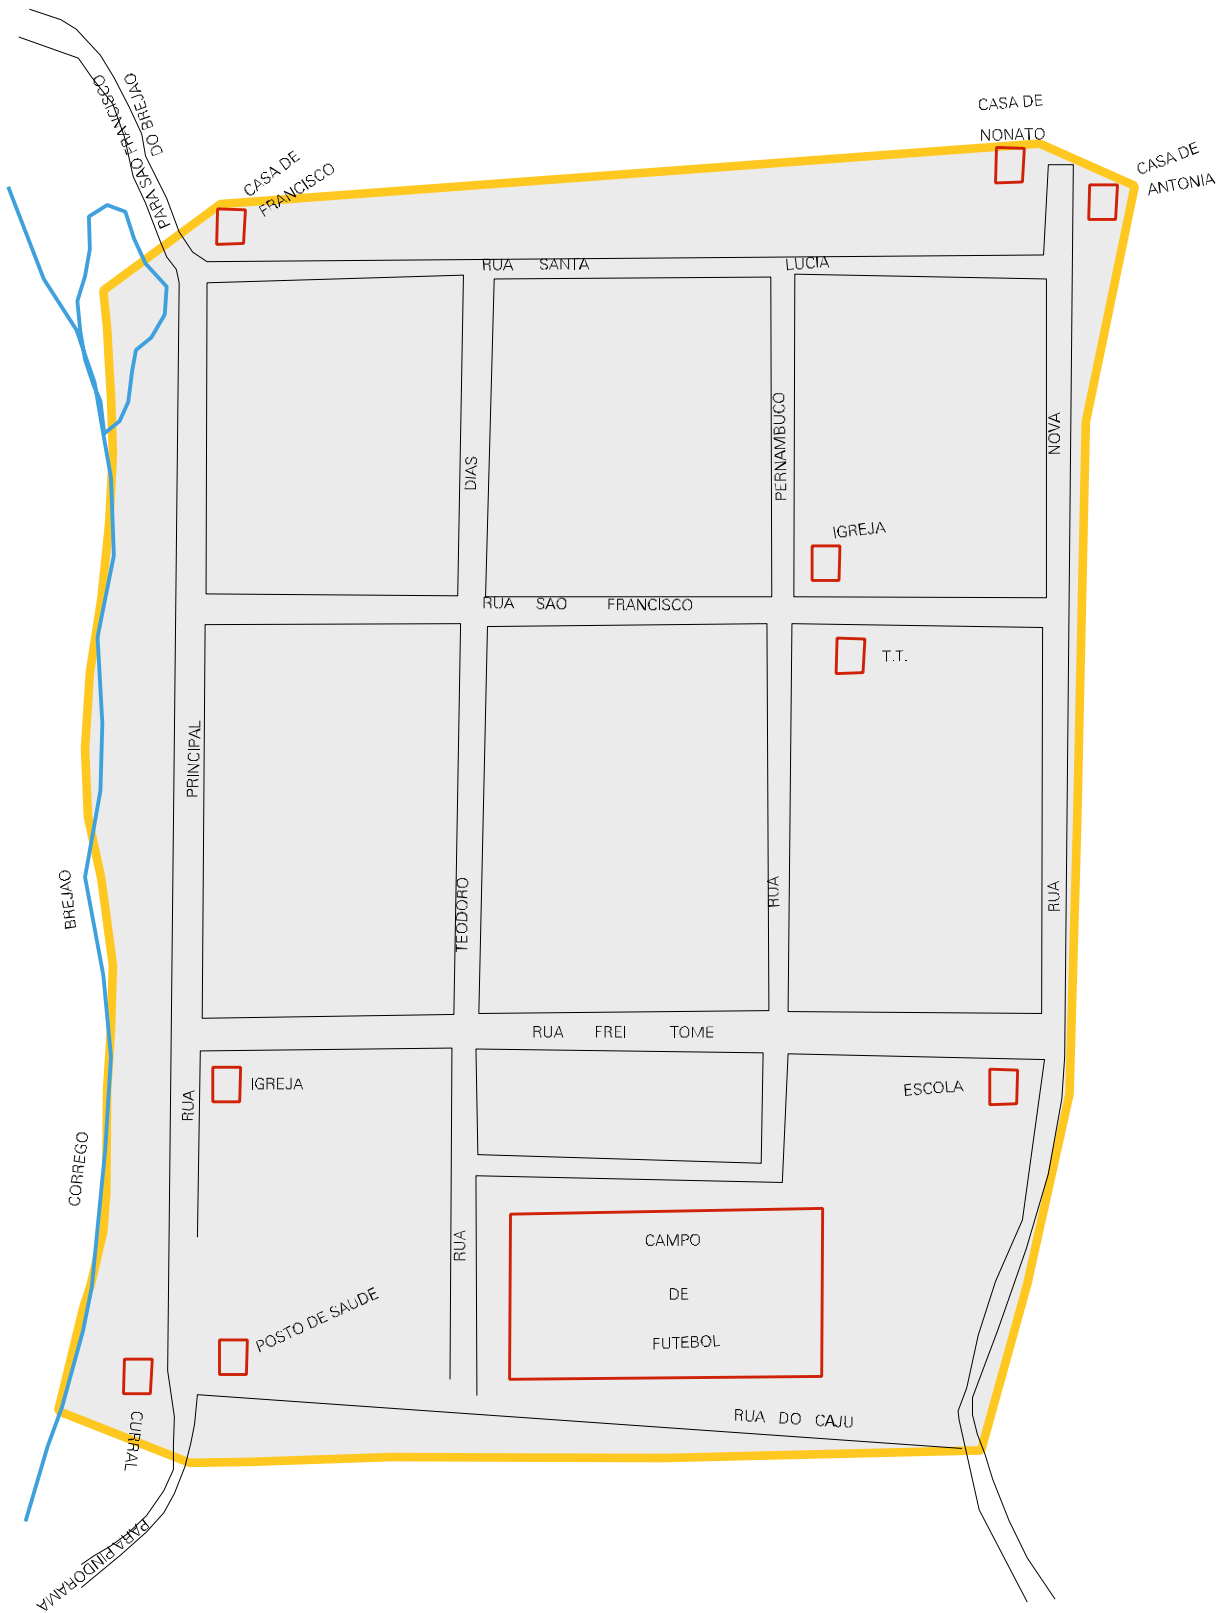 CASA DE
NONATO
CASA DE
ANTONIA
PARA SAO FRANCISCO
DO BREJAO
CASA DE
FRANCISCO
RUA SANTA LUCIA
DIAS
PERNAMBUCO
NOVA
IGREJA
RUA SAO FRANCISCO
T.T.
PRINCIPAL
BREJAO
TEODORO
RUA
RUA
RUA FREI TOME
IGREJA
ESCOLA
RUA
CORREGO
RUA
CAMPO
DE
FUTEBOL
POSTO DE SAUDE
CURRAL
RUA DO CAJU
PARA PINDORAMA